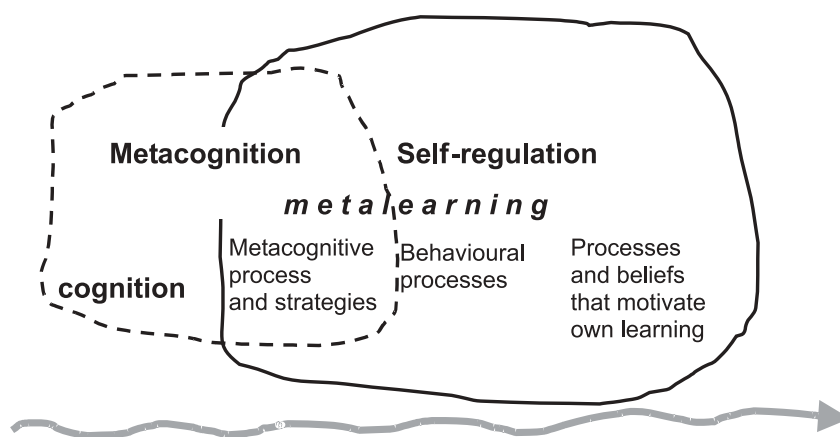 Metacognition
Self-regulation
metalearning
cognition
Metacognitive
process
and strategies
Behavioural
processes
Processes
and beliefs
that motivate
own learning